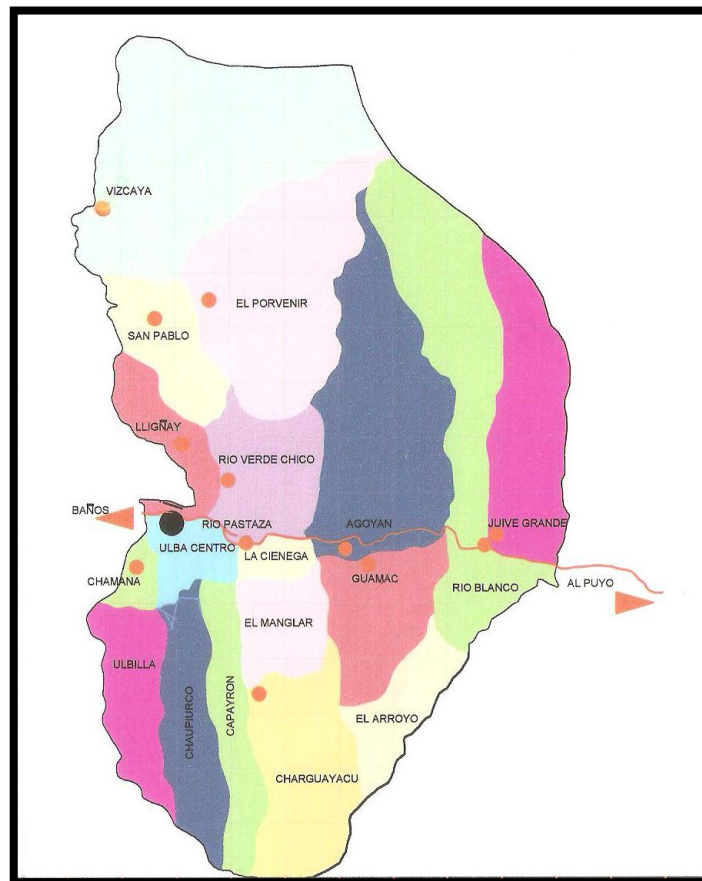 VIZCAYA
EL PORVENIR
SAN PABLO
LLIGÑAY
RIO VERDE CHICO
BAÑOS
RIO PASTAZA
AGOYAN
JUIVE GRANDE
ULBA CENTRO
LA CIENEGA
CHAMANA
GUAMAC
RIO BLANCO
AL PUYO
EL MANGLAR
ULBILLA
CHAUPIURCO
CAPAYRON
EL ARROYO
CHARGUAYACU